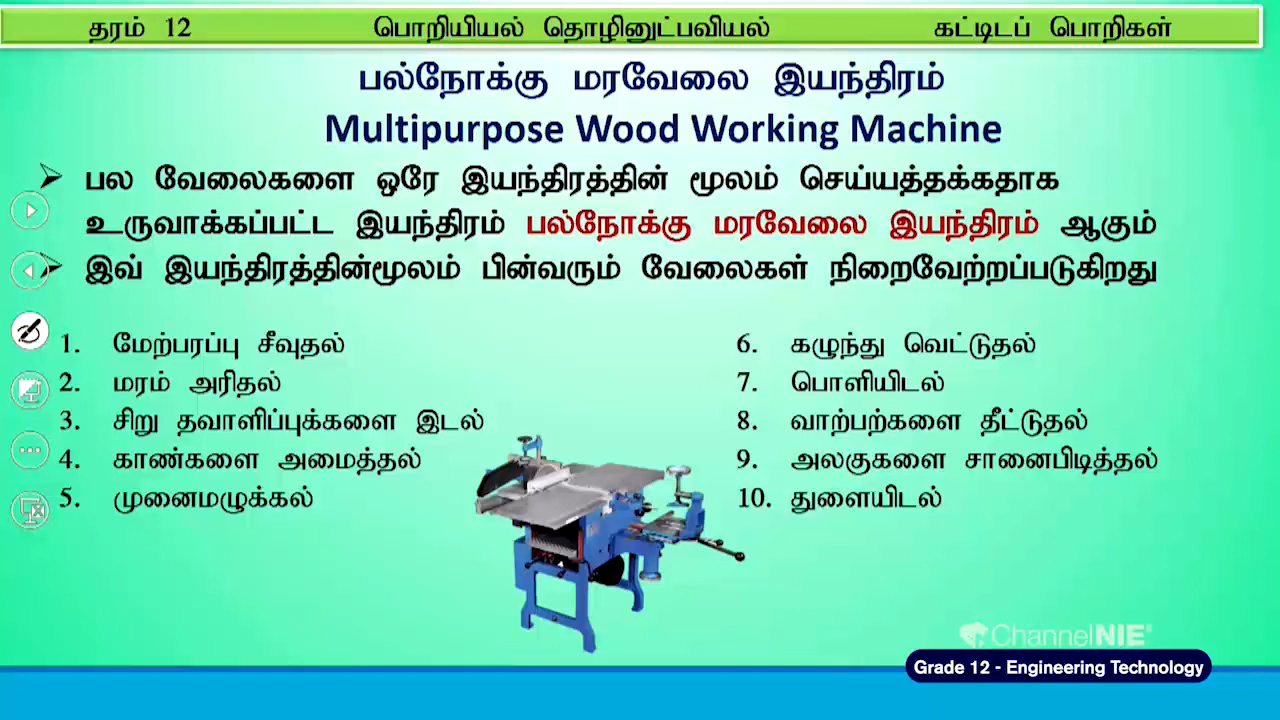 தரம் 12 பொறியியல் தொழினுட்பவியல் கட்டிடப் பொறிகள்
பல்நோக்கு மரவேலை இயந்திரம்
Multipurpose Wood Working Machine
பல வேலைகளை ஒரே இயந்திரத்தின் மூலம் செய்யத்தக்கதாக
உருவாக்கப்பட்ட இயந்திரம் பல்நோக்கு மரவேலை இயந்திரம் ஆகும்
இவ் இயந்திரத்தின்மூலம் பின்வரும் வேலைகள் நிறைவேற்றப்படுகிறது
1. மேற்பரப்பு சீவுதல்
2. மரம் அரிதல்
3. சிறு தவாளிப்புக்களை இடல்
4. காண்களை அமைத்தல்
5. முனைமழுக்கல்
6. கழுந்து வெட்டுதல்
7. பொளியிடல்
8. வாற்பற்களை தீட்டுதல்
9. அலகுகளை சானைபிடித்தல்
10. துளையிடல்
ChannelNIE
Grade 12 - Engineering Technology